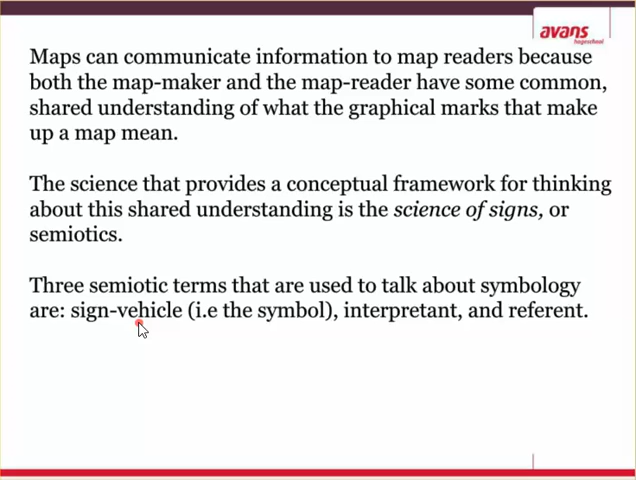 avans
hogeschool
Maps can communicate information to map readers because
both the map-maker and the map-reader have some common,
shared understanding of what the graphical marks that make
up a map mean.
The science that provides a conceptual framework for thinking
about this shared understanding is the science of signs, or
semiotics.
Three semiotic terms that are used to talk about symbology
are: sign-vehicle (i.e the symbol), interpretant, and referent.